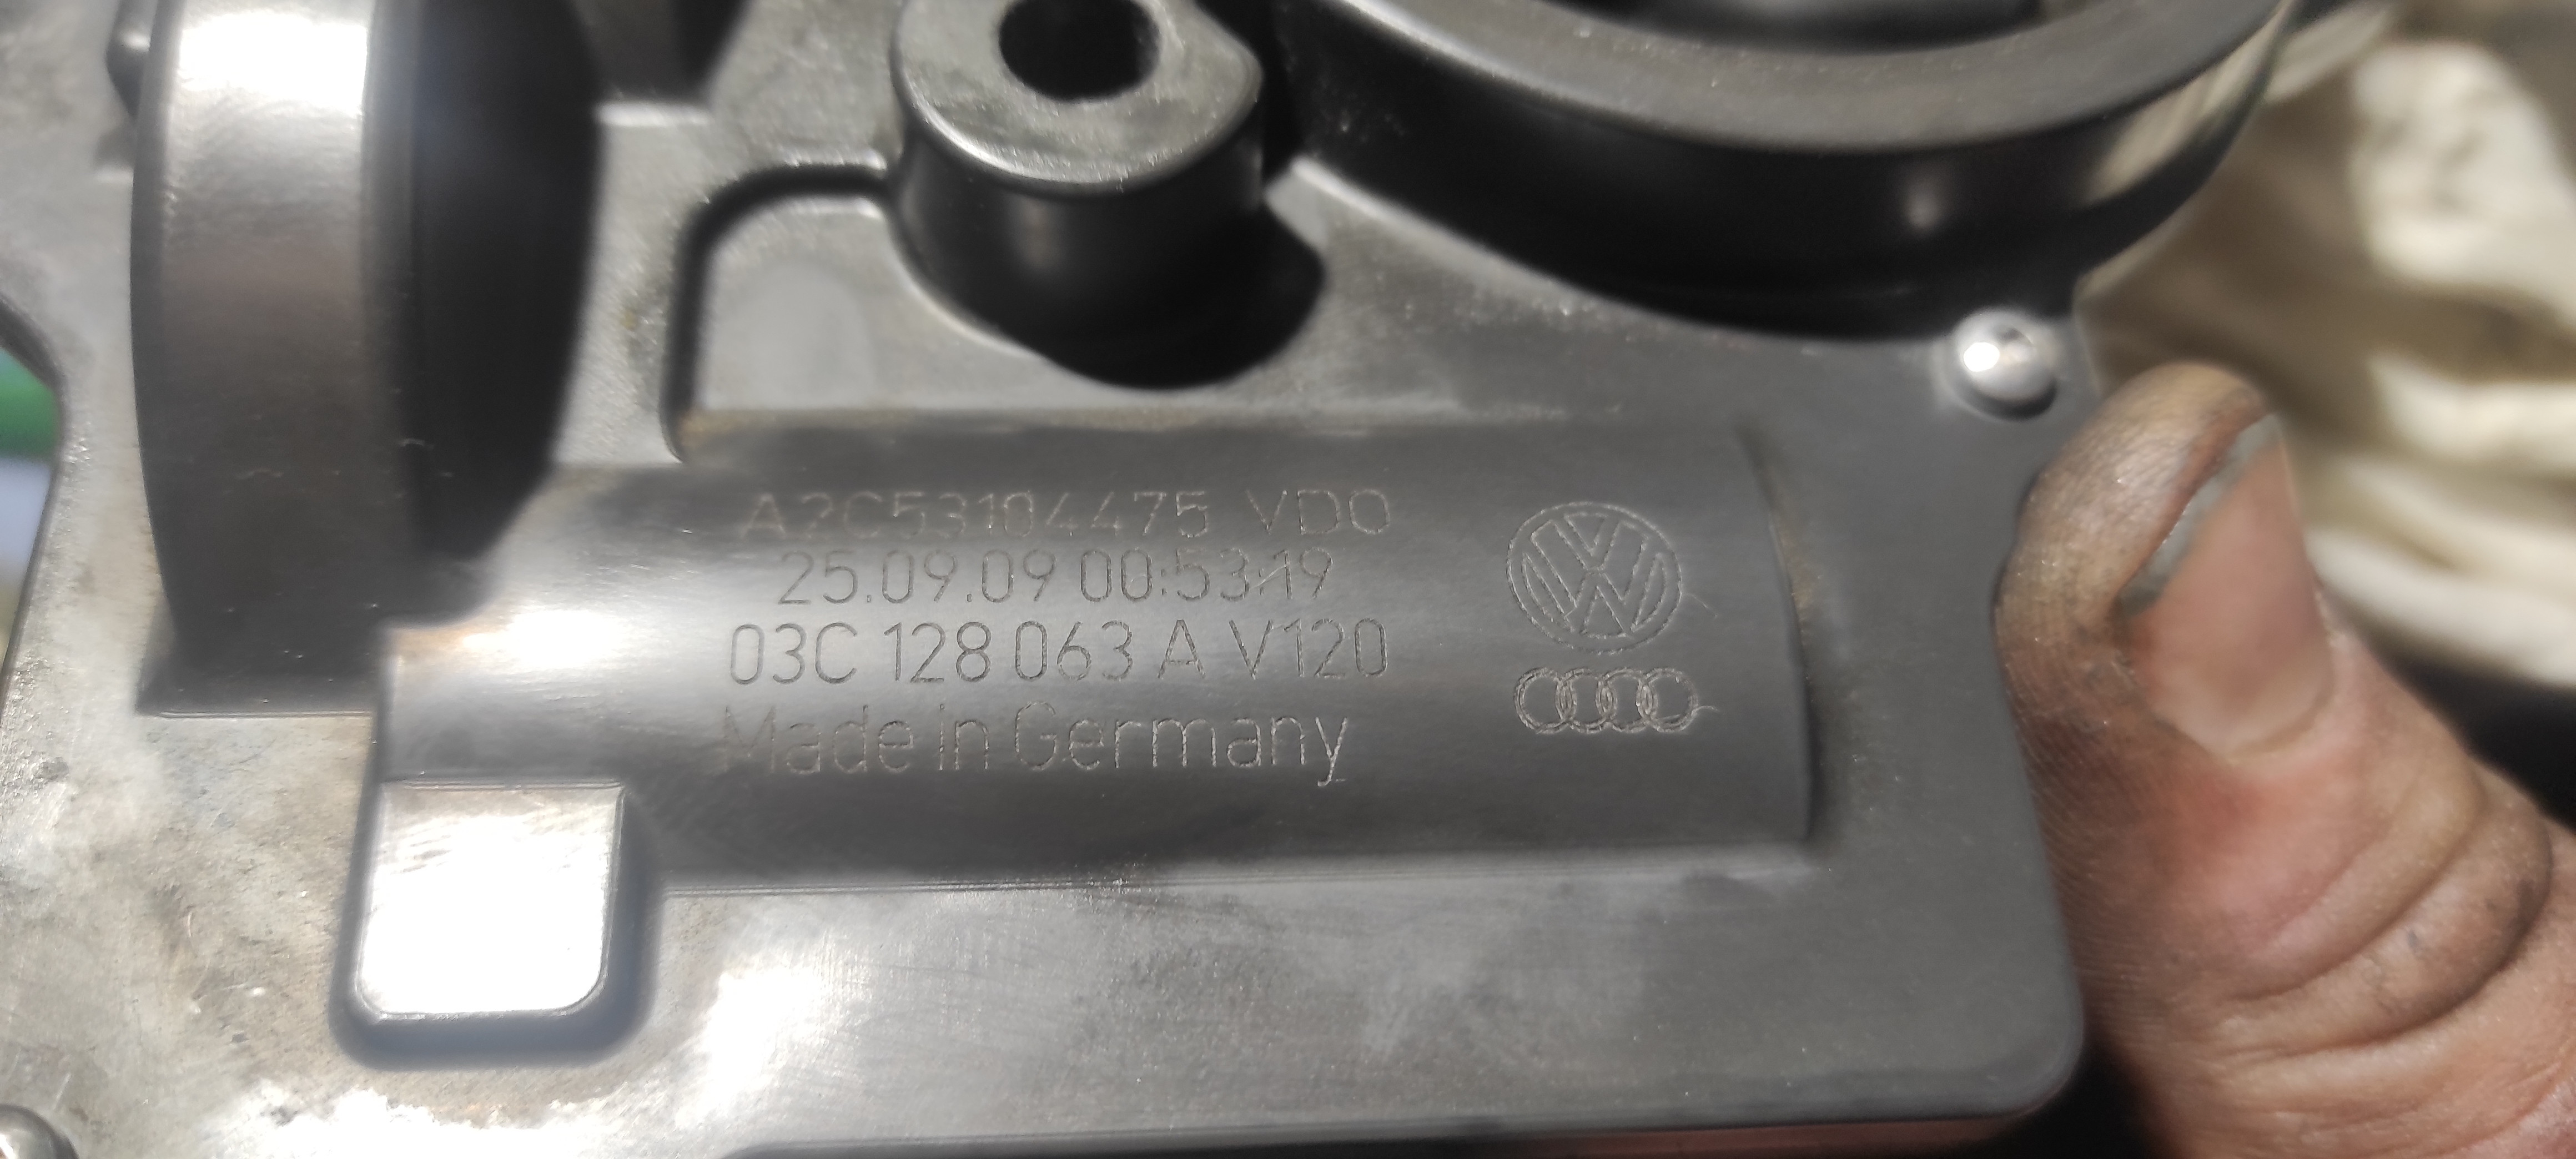 A2C53104475 VDO
25.09.09 00:53:19
03C 128 063 A V120
Made in Germany